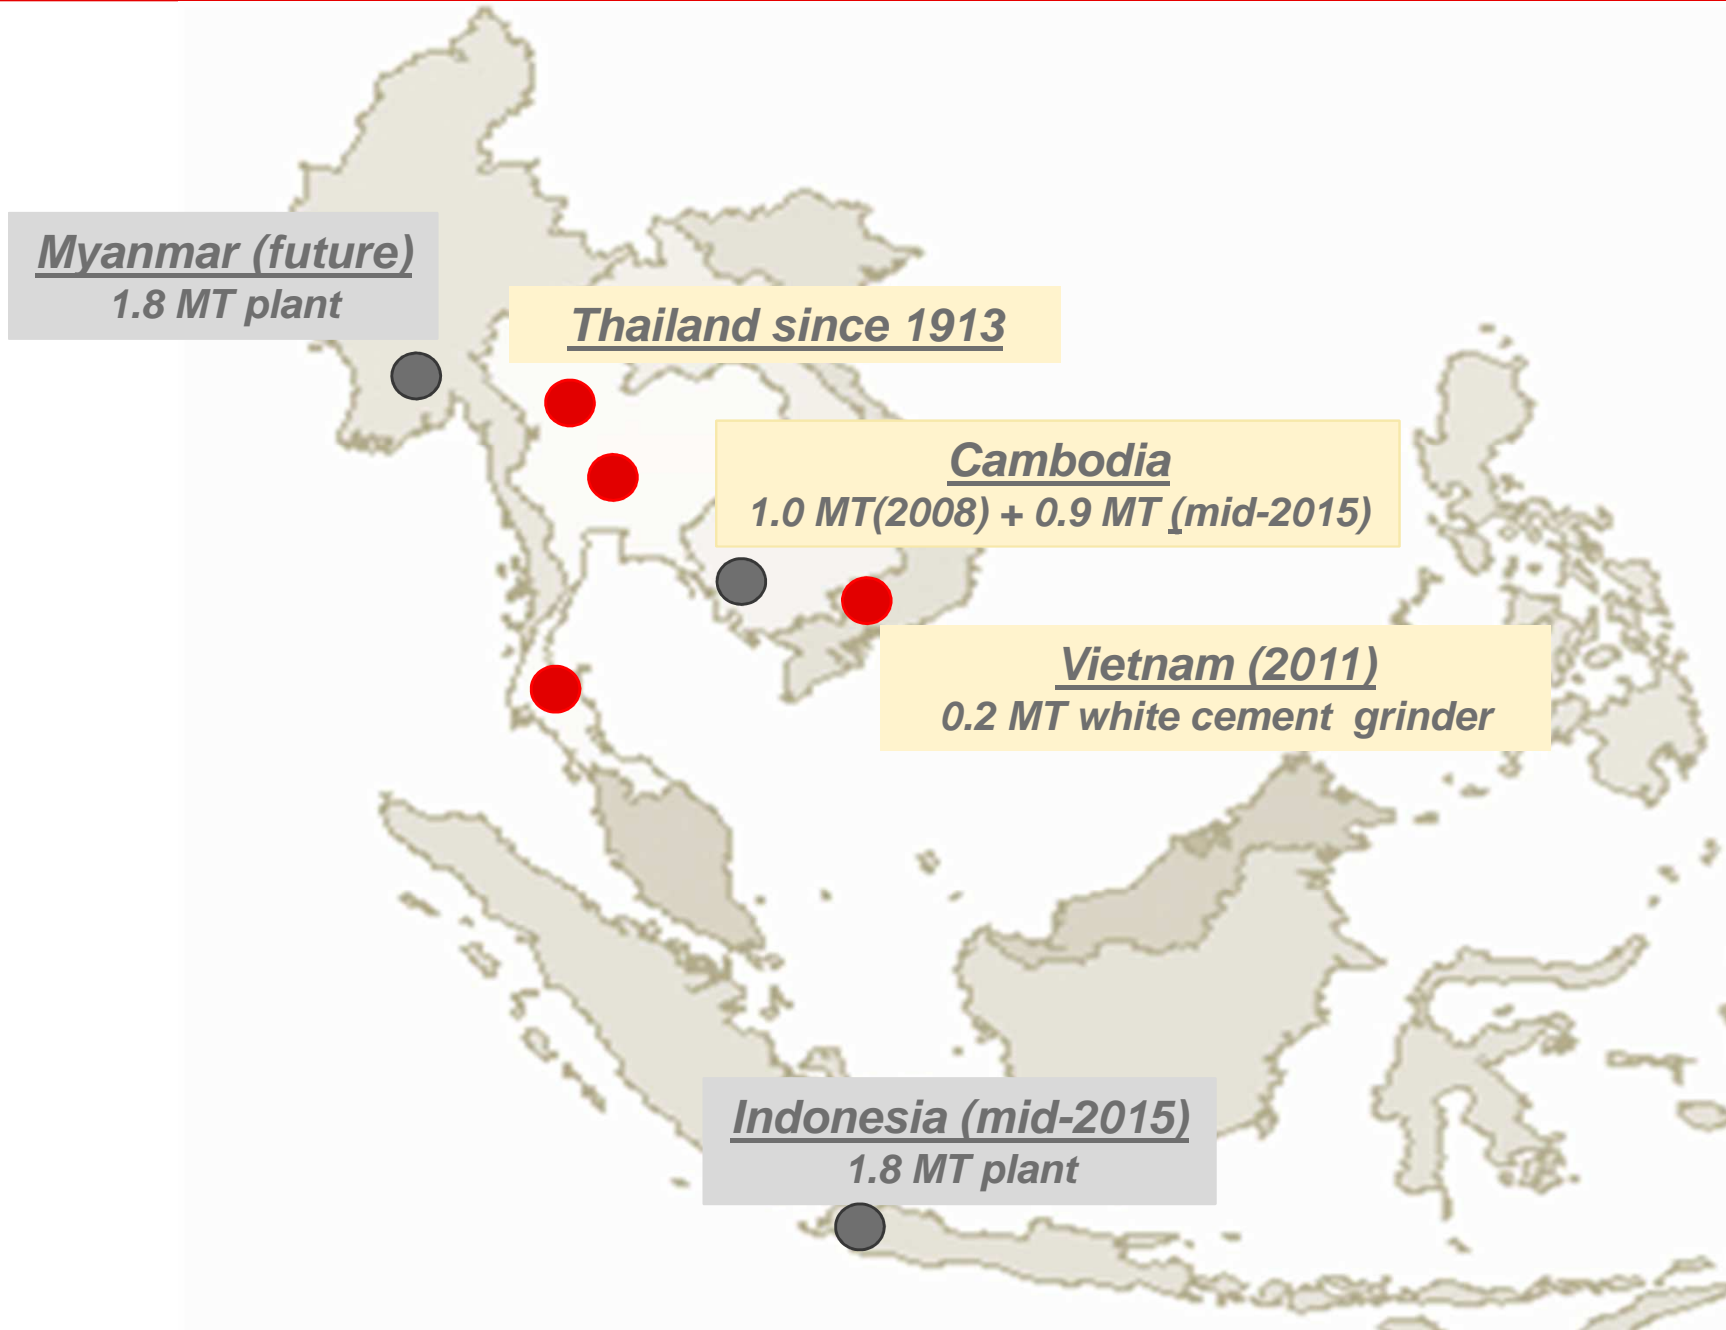 Myanmar (future)
1.8 MT plant
Thailand since 1913
Cambodia
1.0 MT(2008) + 0.9 MT (mid-2015)
Vietnam (2011)
0.2 MT white cement  grinder
Indonesia (mid-2015)
1.8 MT plant